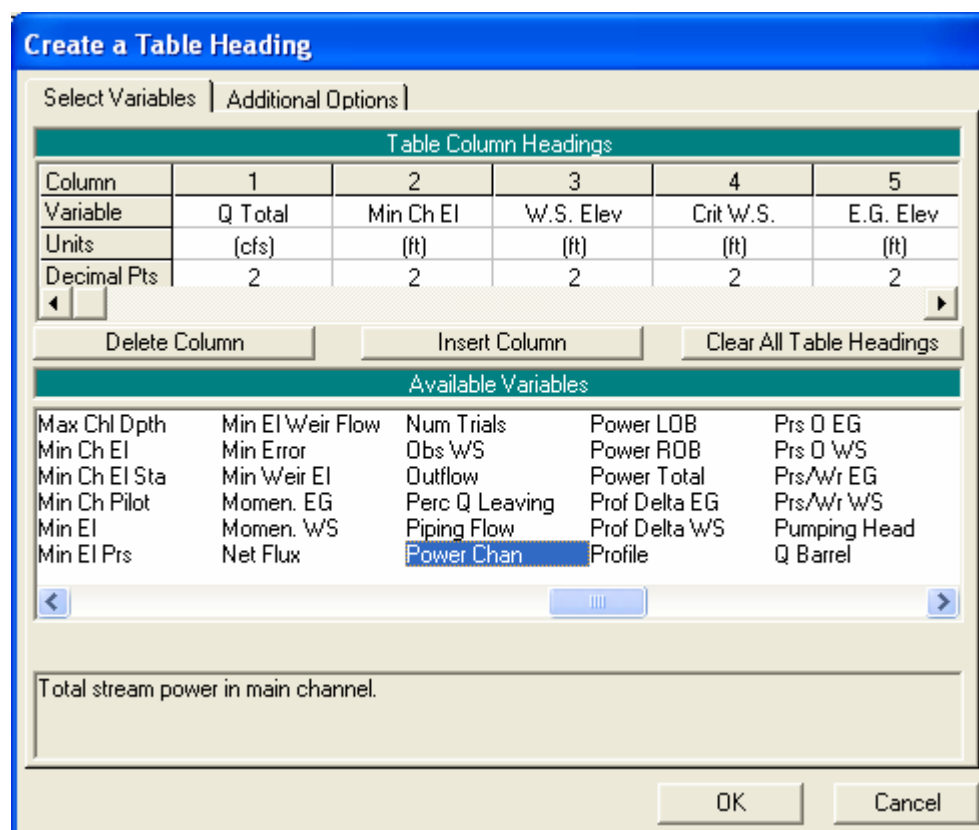 Create a Table Heading
Select Variables Additional Options
Table Column Headings
Column 1 2 3 4 5
Variable Q Total Min Ch El W.S. Elev Crit W.S. E.G. Elev
Units (cfs) (ft) (ft) (ft) (ft)
Decimal Pts 2 2 2 2 2
Delete Column Insert Column Clear All Table Headings
Available Variables
Max Chl Dpth Min El Weir Flow Num Trials Power LOB Prs O EG
Min Ch El Min Error Obs WS Power ROB Prs O WS
Min Ch El Sta Min Weir El Outflow Power Total Prs/Wr EG
Min Ch Pilot Momen. EG Perc Q Leaving Prof Delta EG Prs/Wr WS
Min El Momen. WS Piping Flow Prof Delta WS Pumping Head
Min El Prs Net Flux Power Chan Profile Q Barrel
Total stream power in main channel.
OK Cancel